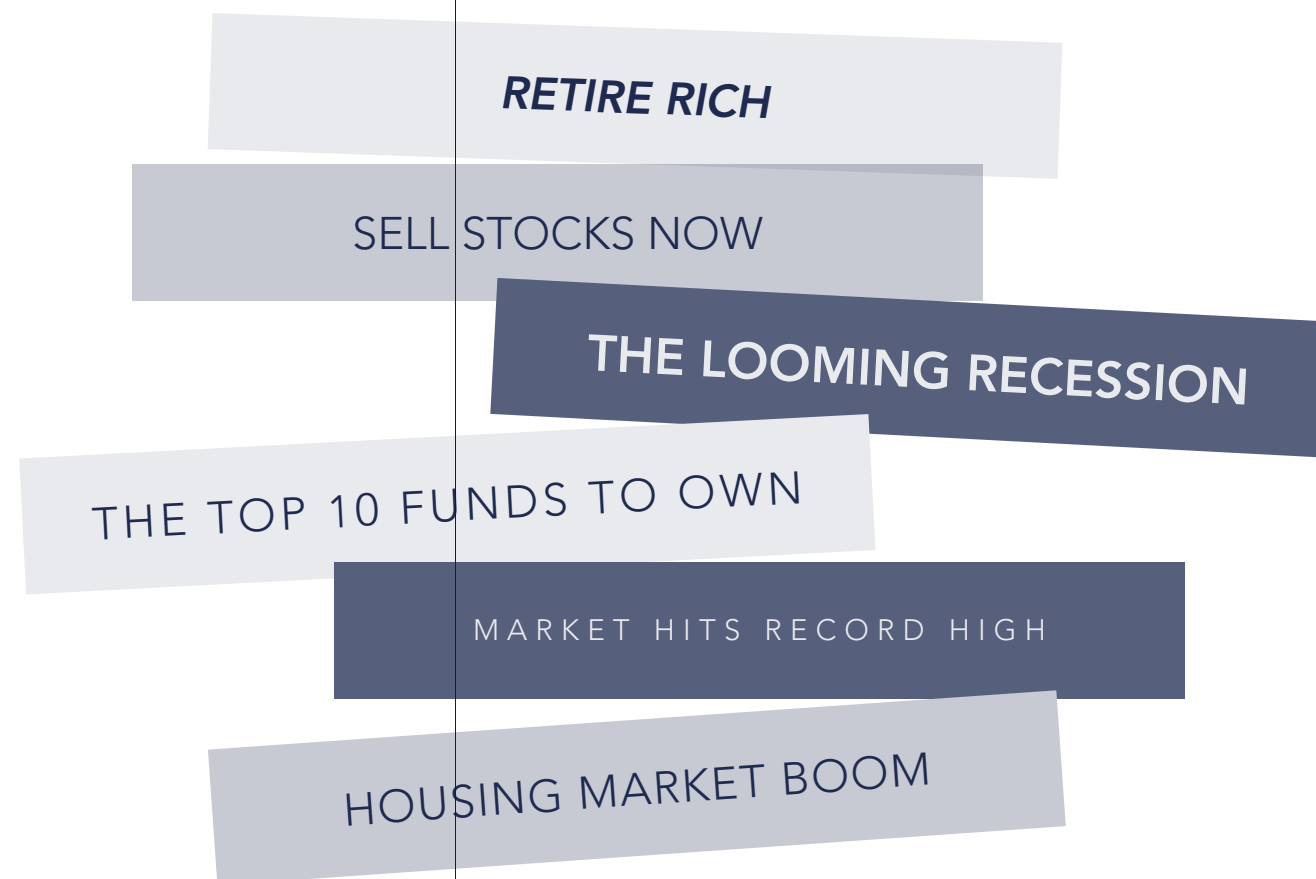 RETIRE RICH
SELL STOCKS NOW
THE LOOMING RECESSION
THE TOP 10 FUNDS TO OWN
MARKET HITS RECORD HIGH
HOUSING MARKET BOOM